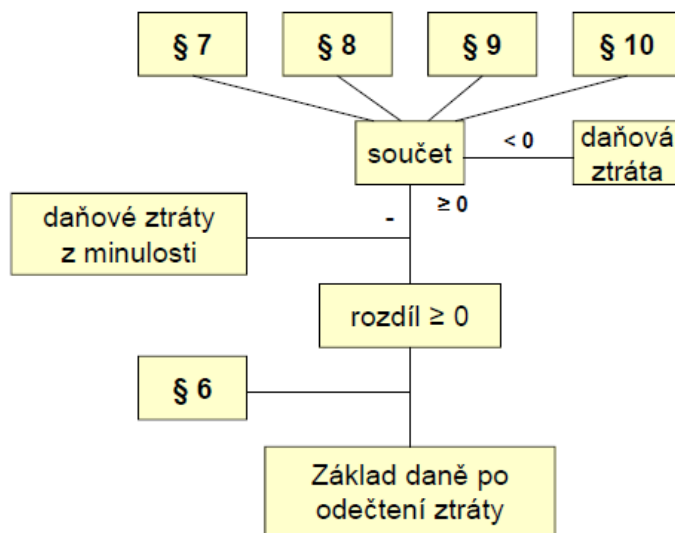 § 7
§ 8
§ 9
§ 10
součet
< 0
daňová
ztráta
≥ 0
daňové ztráty
z minulosti
-
rozdíl ≥ 0
§ 6
Základ daně po
odečtení ztráty